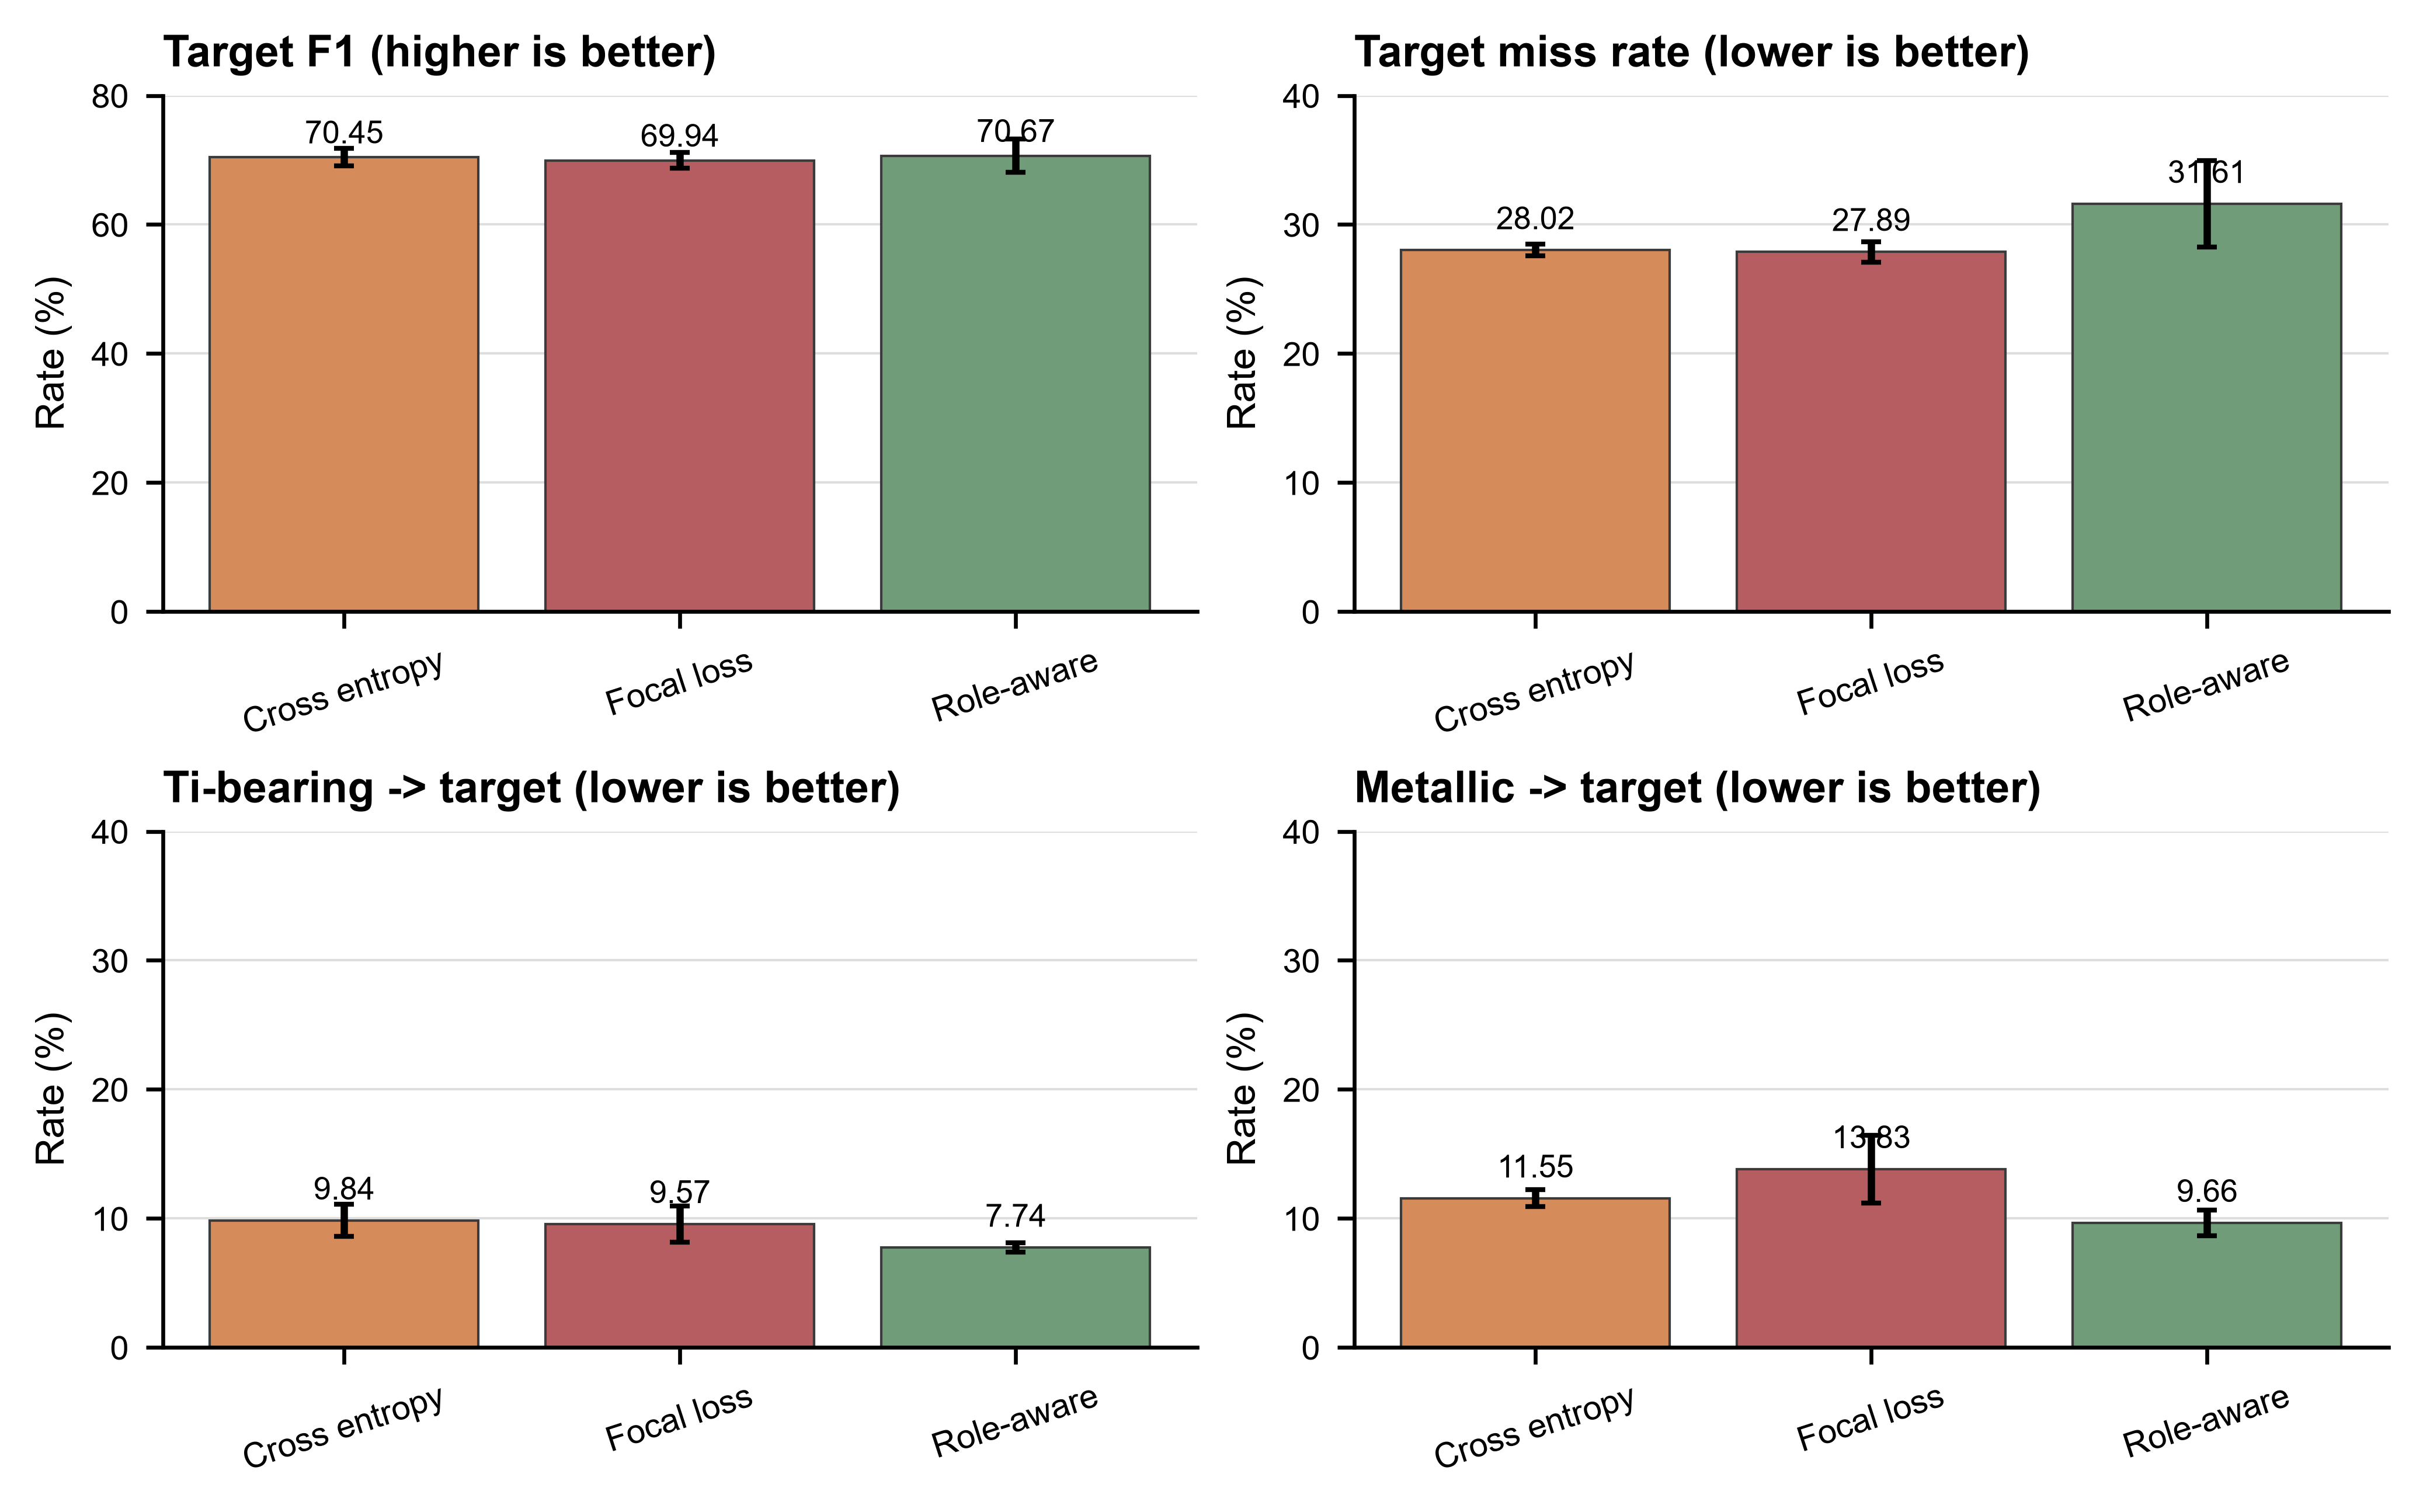 Target F1 (higher is better)
Rate (%)
80
60
40
20
0
70.45
69.94
70.67
Cross entropy
Focal loss
Role-aware
Target miss rate (lower is better)
Rate (%)
40
30
20
10
0
28.02
27.89
31.61
Cross entropy
Focal loss
Role-aware
Ti-bearing -> target (lower is better)
Rate (%)
40
30
20
10
0
9.84
9.57
7.74
Cross entropy
Focal loss
Role-aware
Metallic -> target (lower is better)
Rate (%)
40
30
20
10
0
11.55
13.83
9.66
Cross entropy
Focal loss
Role-aware